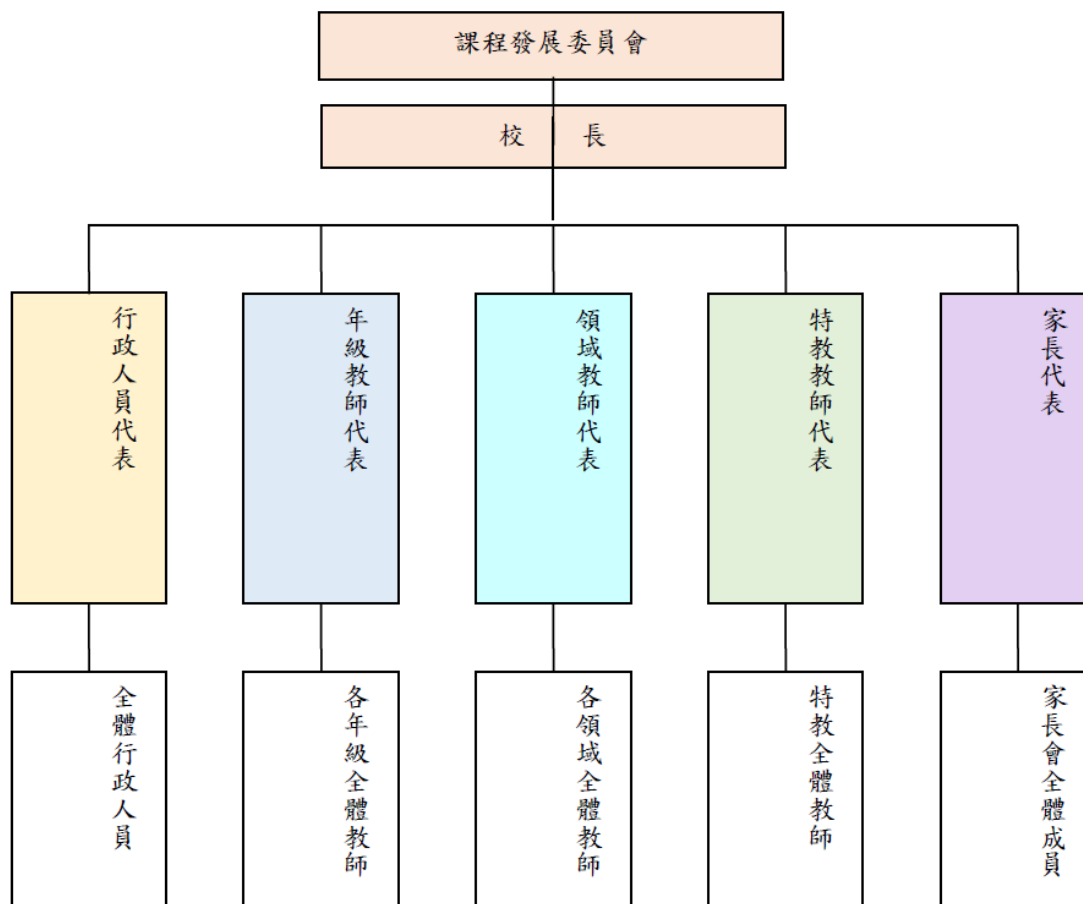 課程發展委員會
校長
行政人員代表
年級教師代表
領域教師代表
特教教師代表
家長代表
全體行政人員
各年級全體教師
各領域全體教師
特教全體教師
家長會全體成員